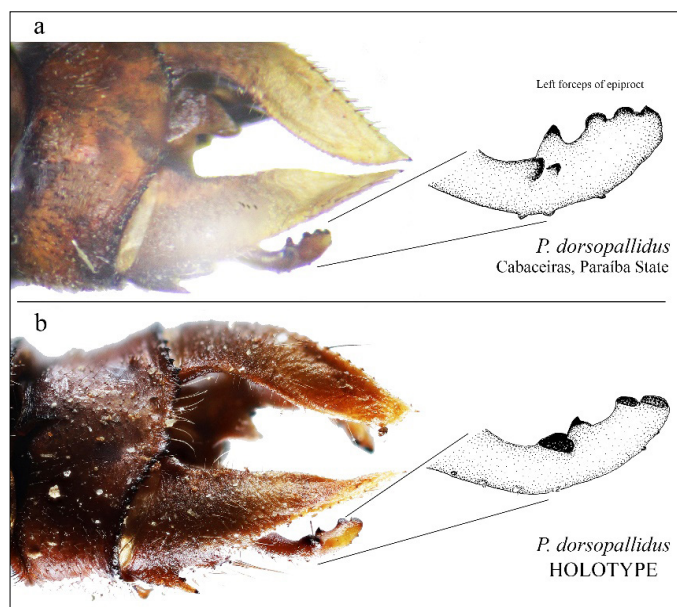 a
Left forceps of epiproct
P. dorsopallidus
Cabaceiras, Paraíba State
b
P. dorsopallidus
HOLOTYPE